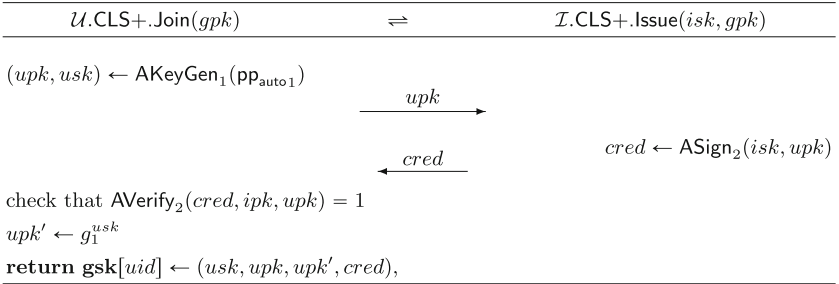 𝒰.CLS+.Join(gpk) ⇌ ℐ.CLS+.Issue(isk, gpk)
(upk, usk) ← AKeyGen₁(pp_auto1)
upk
cred ← ASign₂(isk, upk)
cred
check that AVerify₂(cred, ipk, upk) = 1
upk′ ← g₁^usk
return gsk[uid] ← (usk, upk, upk′, cred),